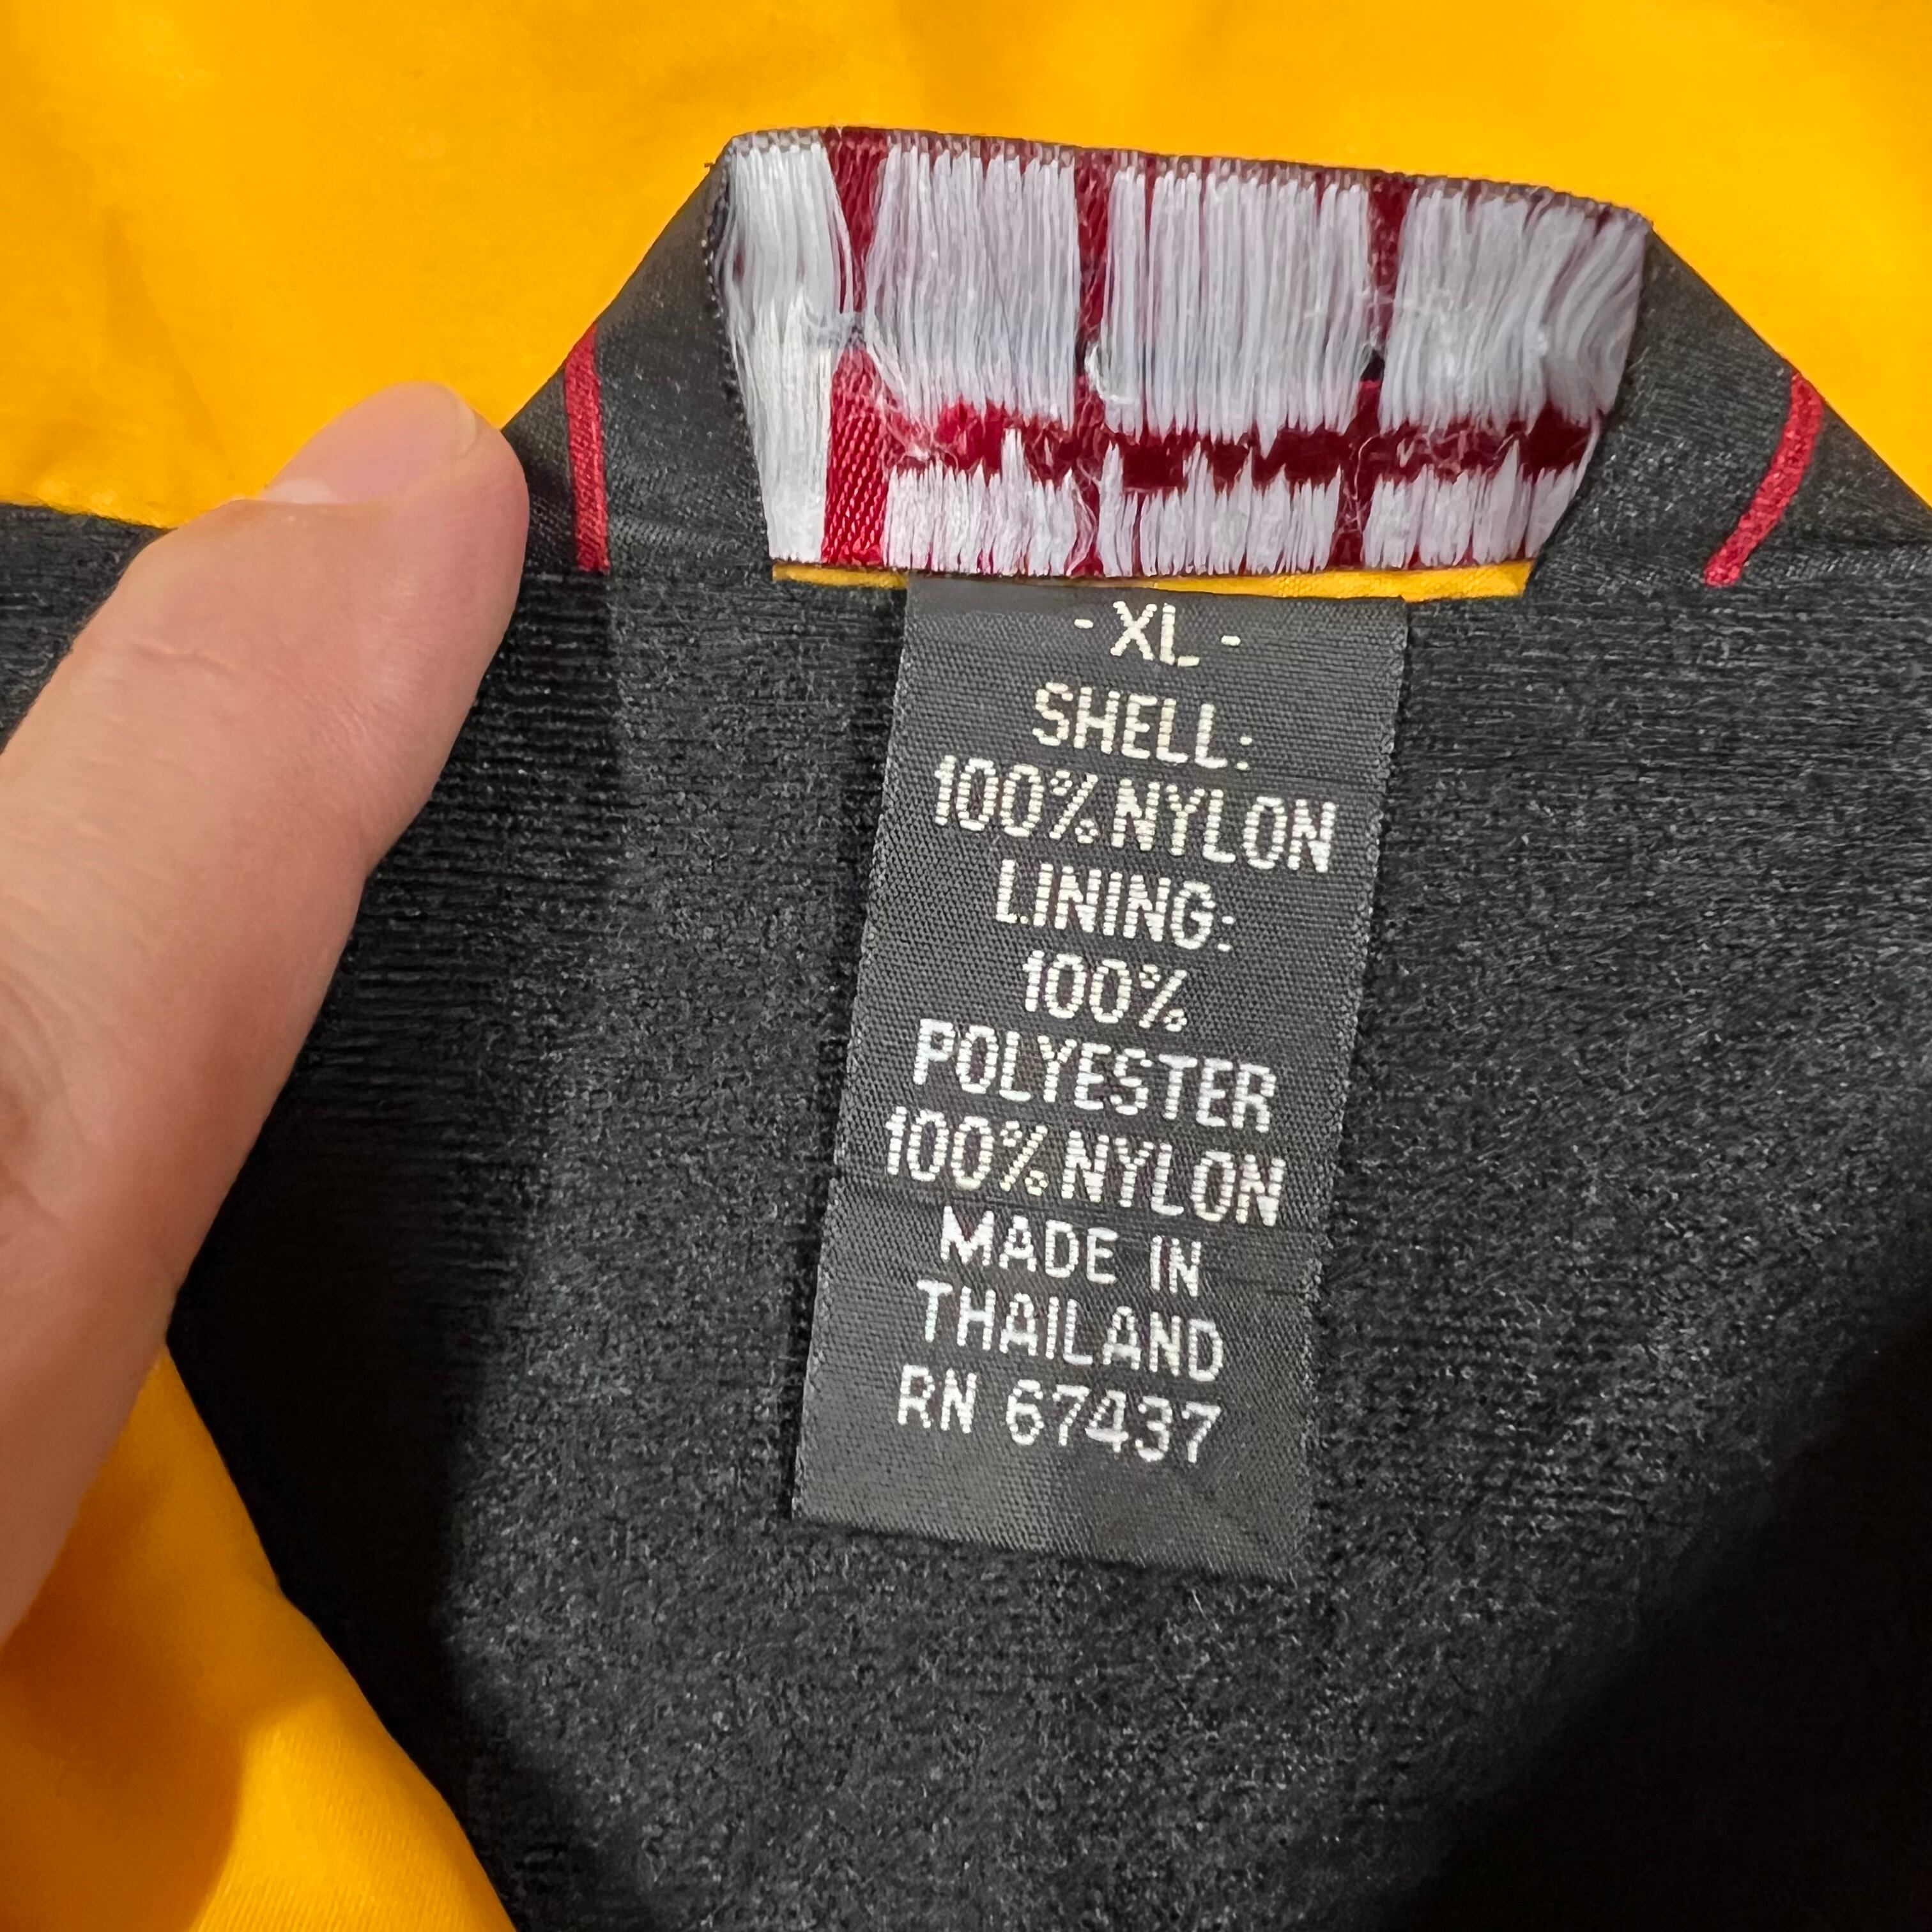 - XL -
SHELL:
100% NYLON
LINING:
100%
POLYESTER
100% NYLON
MADE IN
THAILAND
RN 67437